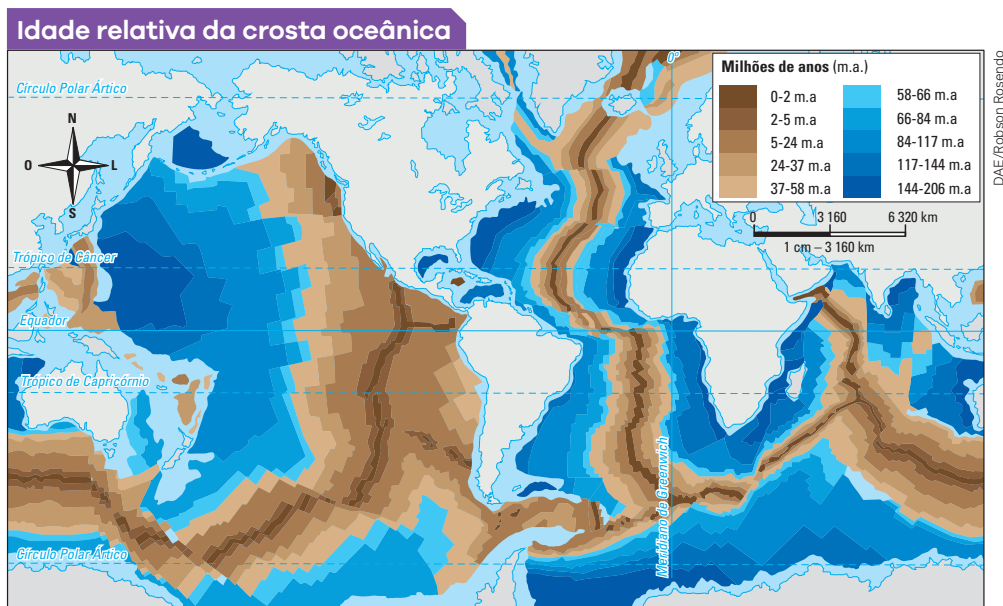 Idade relativa da crosta oceânica
DAE/Robson Rosendo
Milhões de anos (m.a.)
0-2 m.a
2-5 m.a
5-24 m.a
24-37 m.a
37-58 m.a
58-66 m.a
66-84 m.a
84-117 m.a
117-144 m.a
144-206 m.a
0 3 160 6 320 km
1 cm – 3 160 km
0°
Círculo Polar Ártico
N
O L
S
Trópico de Câncer
Equador
Trópico de Capricórnio
Meridiano de Greenwich
Círculo Polar Ártico